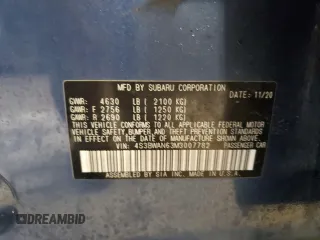 MFD BY SUBARU CORPORATION
DATE: 11/20
GVWR: 4630 LB ( 2100 KG)
GAWR: F 2756 LB ( 1250 KG)
GAWR: R 2690 LB ( 1220 KG)
THIS VEHICLE CONFORMS TO ALL APPLICABLE FEDERAL MOTOR
VEHICLE SAFETY, BUMPER, AND THEFT PREVENTION STANDARDS
IN EFFECT ON THE DATE OF MANUFACTURE SHOWN ABOVE.
VIN: 4S3BWAN63M3007782 PASSENGER CAR
ASSEMBLED BY SIA INC. MADE IN U.S.A.
© AUTOBIDMASTER